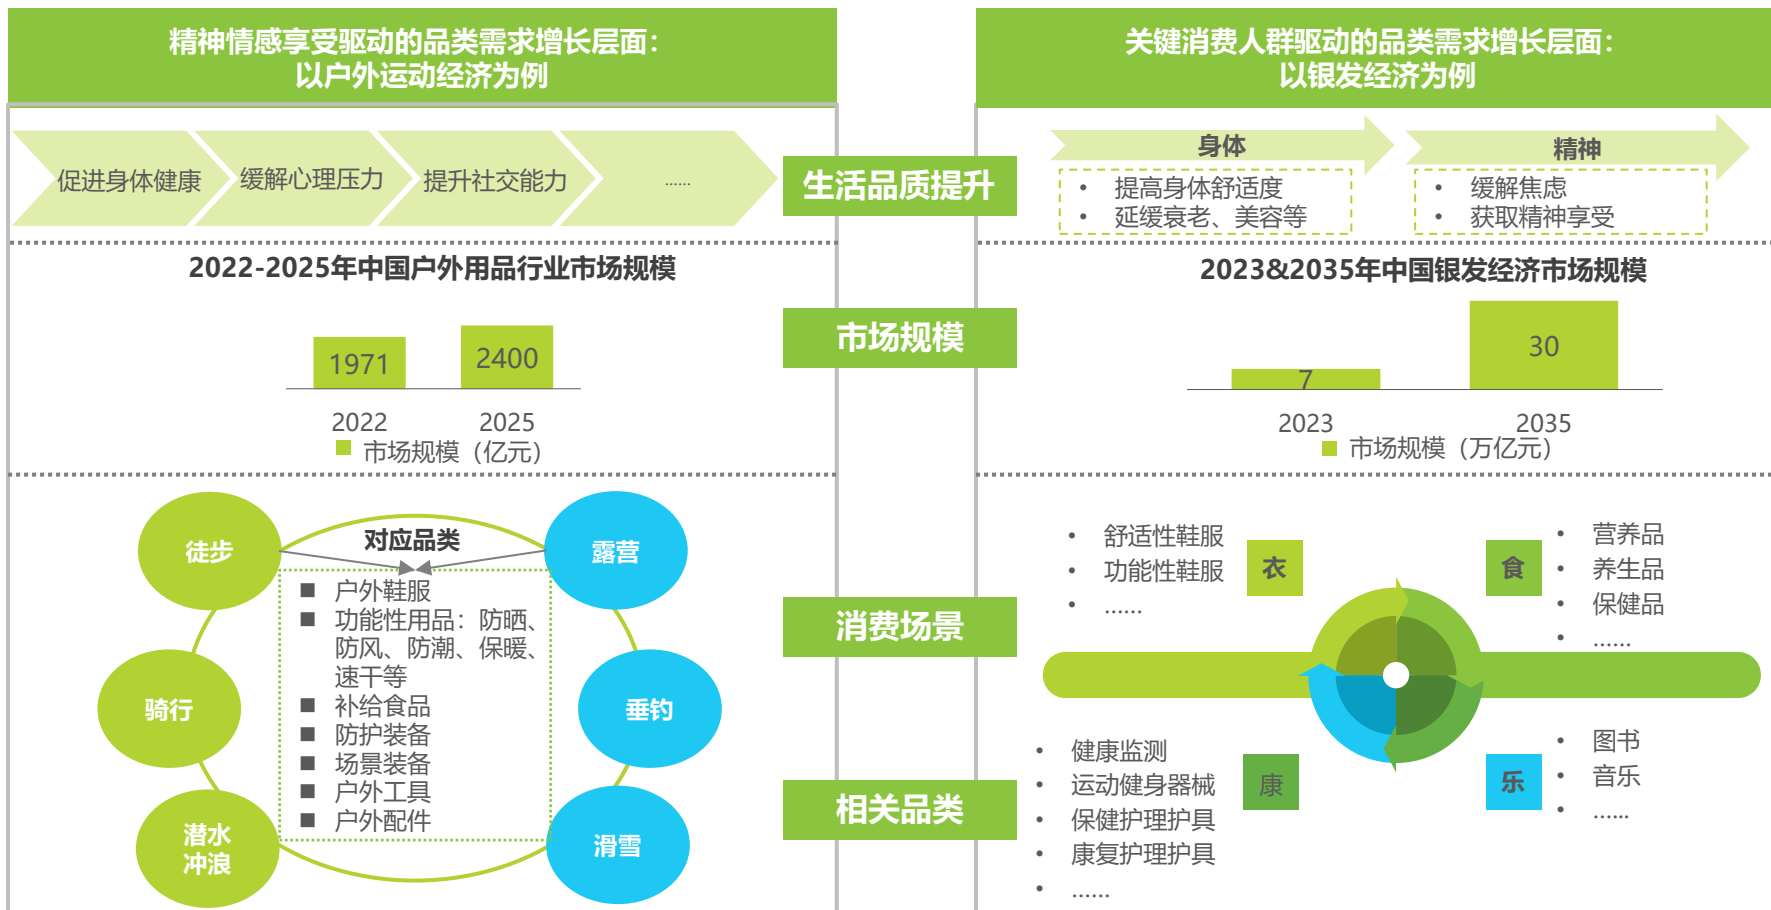 精神情感享受驱动的品类需求增长层面：
以户外运动经济为例
促进身体健康
缓解心理压力
提升社交能力
......
2022-2025年中国户外用品行业市场规模
1971
2400
2022
2025
■ 市场规模（亿元）
徒步
露营
骑行
垂钓
潜水
冲浪
滑雪
对应品类
■ 户外鞋服
■ 功能性用品：防晒、
防风、防潮、保暖、
速干等
■ 补给食品
■ 防护装备
■ 场景装备
■ 户外工具
■ 户外配件
生活品质提升
市场规模
消费场景
相关品类
关键消费人群驱动的品类需求增长层面：
以银发经济为例
身体
• 提高身体舒适度
• 延缓衰老、美容等
精神
• 缓解焦虑
• 获取精神享受
2023&2035年中国银发经济市场规模
7
30
2023
2035
■ 市场规模（万亿元）
• 舒适性鞋服
• 功能性鞋服
• ......
衣
食
• 营养品
• 养生品
• 保健品
• ......
• 健康监测
• 运动健身器械
• 保健护理护具
• 康复护理护具
• ......
康
乐
• 图书
• 音乐
• ......